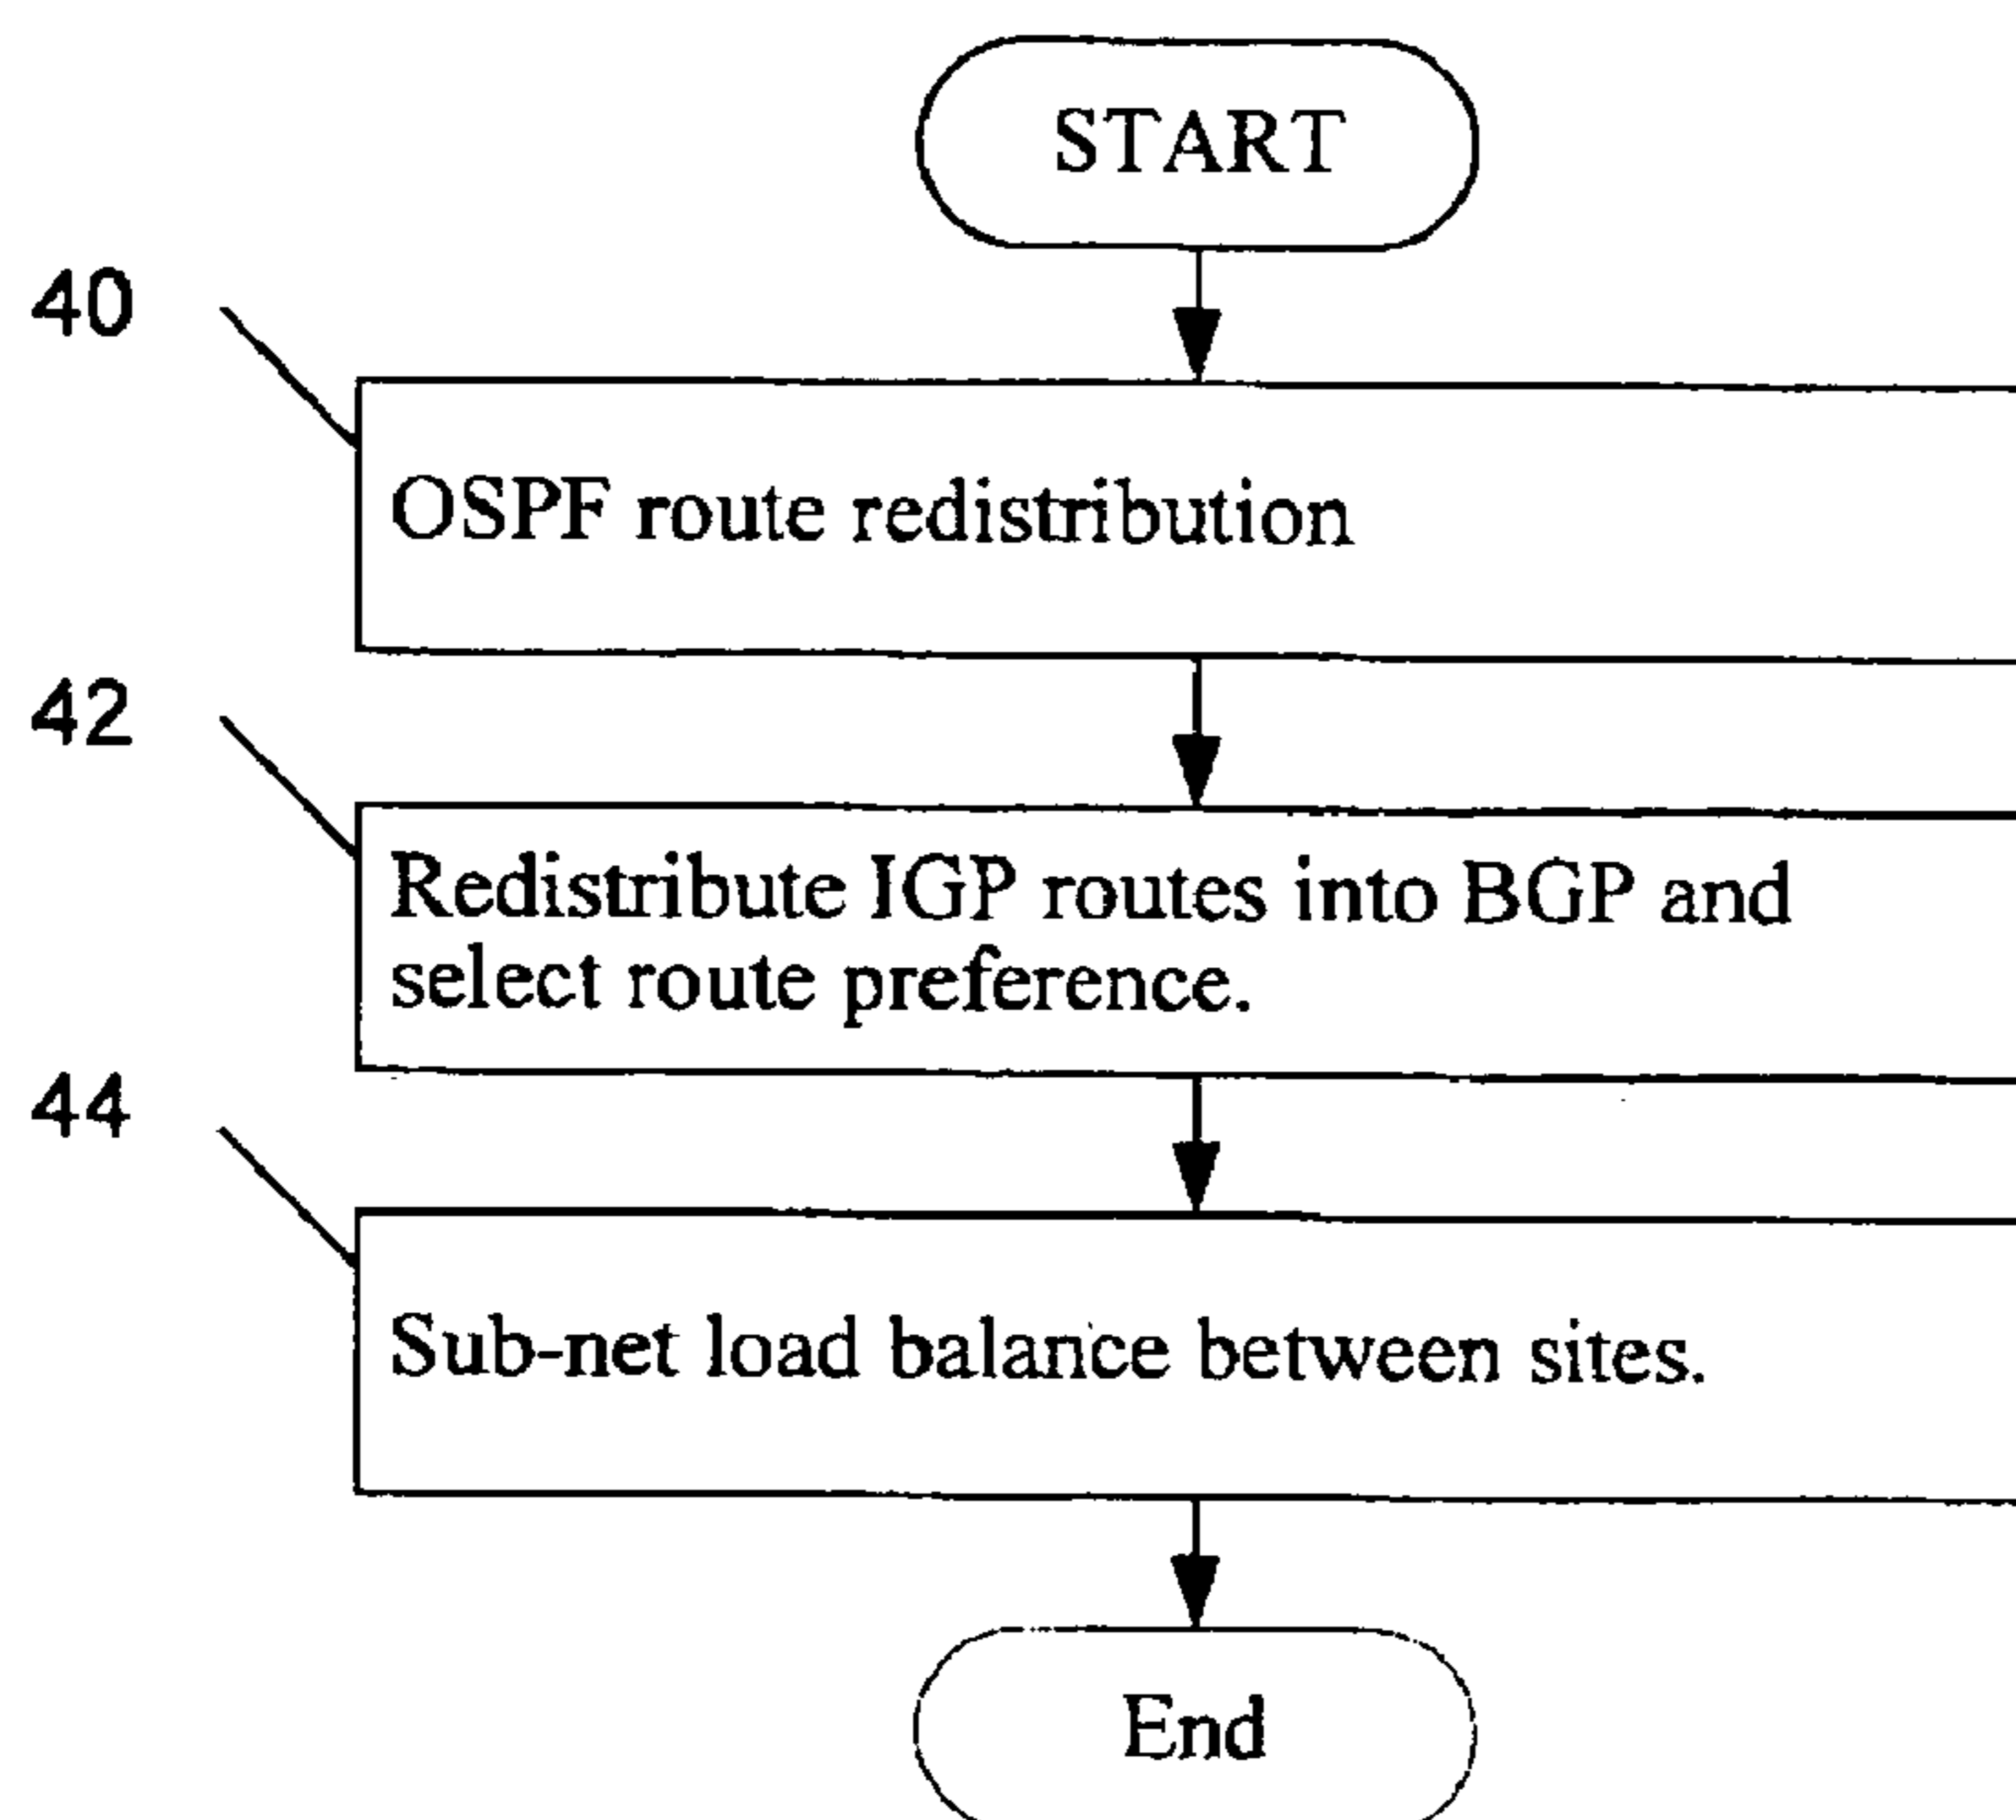 START
40
OSPF route redistribution
42
Redistribute IGP routes into BGP and
select route preference.
44
Sub-net load balance between sites.
End